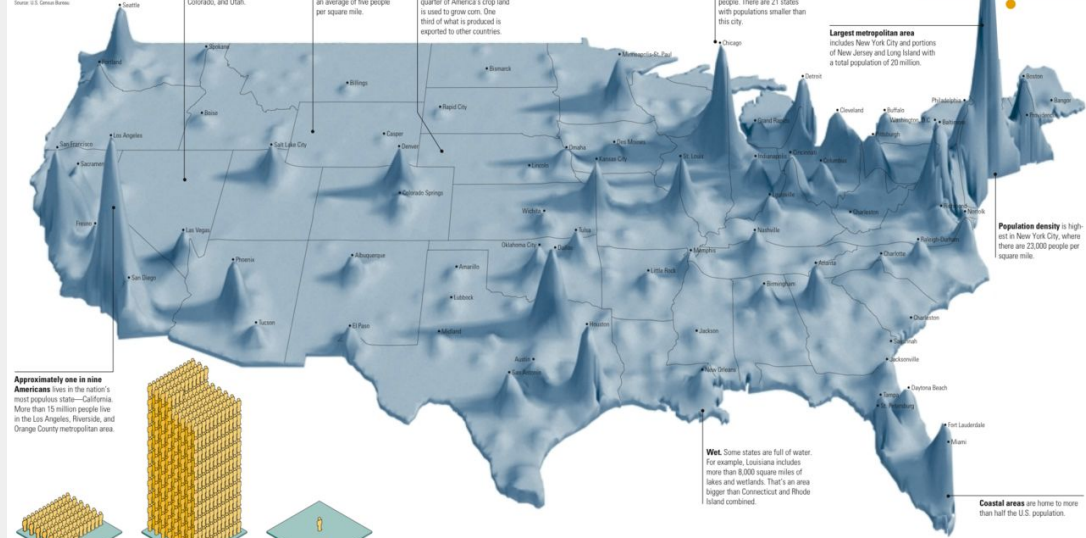 Source: U.S. Census Bureau
Colorado, and Utah.
an average of five people
per square mile.
quarter of America's crop land
is used to grow corn. One
third of what is produced is
exported to other countries.
people. There are 21 states
with populations smaller than
this city.
Largest metropolitan area
includes New York City and portions
of New Jersey and Long Island with
a total population of 20 million.
Seattle
Portland
Spokane
Billings
Bismarck
Minneapolis-St. Paul
Chicago
Detroit
Boston
Bangor
Providence
Cleveland
Buffalo
Philadelphia
Washington, D.C.
Baltimore
Pittsburgh
Grand Rapids
Boise
Rapid City
Casper
Los Angeles
San Francisco
Sacramento
Salt Lake City
Denver
Omaha
Des Moines
Lincoln
Kansas City
St. Louis
Indianapolis
Cincinnati
Columbus
Colorado Springs
Louisville
Charleston
Richmond
Norfolk
Fresno
Las Vegas
Wichita
Tulsa
Nashville
Raleigh-Durham
Population density is high-
est in New York City, where
there are 23,000 people per
square mile.
San Diego
Phoenix
Albuquerque
Oklahoma City
Dallas
Amarillo
Memphis
Little Rock
Atlanta
Charlotte
Birmingham
Lubbock
Tucson
El Paso
Midland
Houston
Jackson
Charleston
Savannah
Jacksonville
Austin
San Antonio
New Orleans
Daytona Beach
Tampa
St. Petersburg
Fort Lauderdale
Miami
Approximately one in nine
Americans lives in the nation's
most populous state—California.
More than 15 million people live
in the Los Angeles, Riverside, and
Orange County metropolitan area.
Wet. Some states are full of water.
For example, Louisiana includes
more than 8,000 square miles of
lakes and wetlands. That's an area
bigger than Connecticut and Rhode
Island combined.
Coastal areas are home to more
than half the U.S. population.